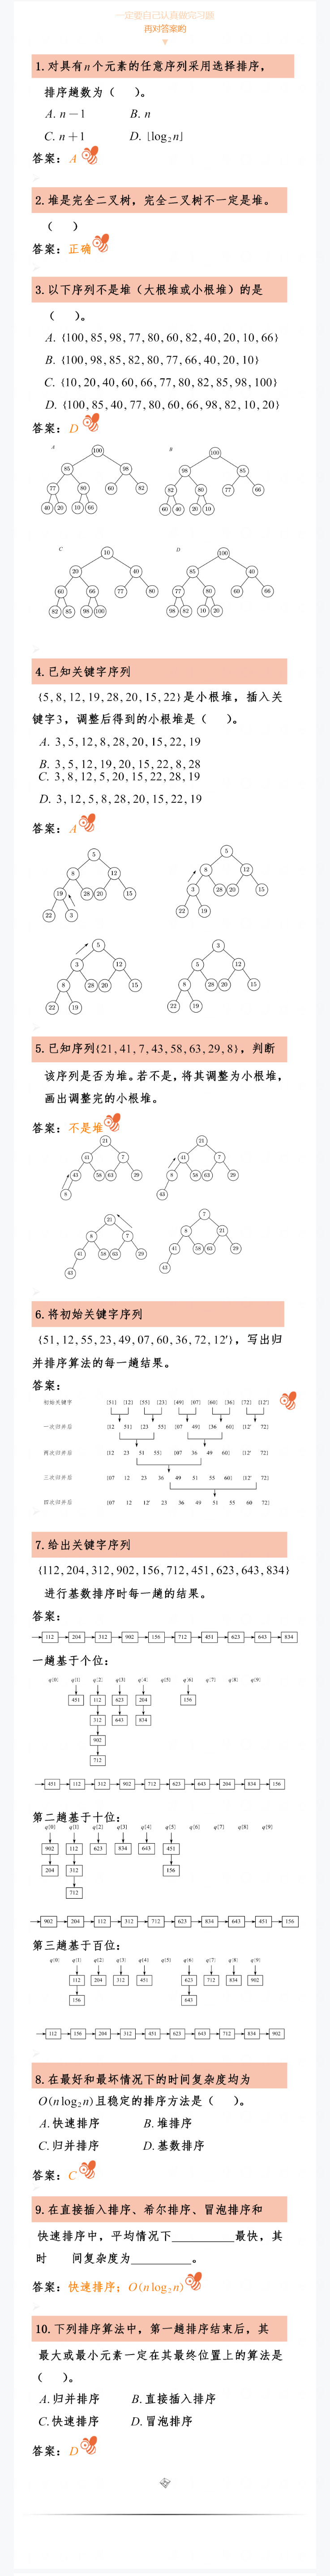 一定要自己认真做完习题
再对答案哟
1.对具有n个元素的任意序列采用选择排序，
排序趟数为（ ）。
A. n－1 B. n
C. n＋1 D. ⌊log₂n⌋
答案：A
2.堆是完全二叉树，完全二叉树不一定是堆。
（ ）
答案：正确
3.以下序列不是堆（大根堆或小根堆）的是
（ ）。
A. {100,85,98,77,80,60,82,40,20,10,66}
B. {100,98,85,82,80,77,66,40,20,10}
C. {10,20,40,60,66,77,80,82,85,98,100}
D. {100,85,40,77,80,60,66,98,82,10,20}
答案：D
A B
100 100
85 98 98 85
77 80 60 82 82 80 77 66
40 20 10 66 60 40 20 10
C D
10 100
20 40 85 40
60 66 77 80 77 80 60 66
82 85 98 100 98 82 10 20
4.已知关键字序列
{5,8,12,19,28,20,15,22}是小根堆，插入关
键字3，调整后得到的小根堆是（ ）。
A. 3,5,12,8,28,20,15,22,19
B. 3,5,12,19,20,15,22,8,28
C. 3,8,12,5,20,15,22,28,19
D. 3,12,5,8,28,20,15,22,19
答案：A
5 5
8 12 8 12
19 28 20 15 3 28 20 15
22 3 22 19
5 3
3 12 5 12
8 28 20 15 8 28 20 15
22 19 22 19
5.已知序列{21,41,7,43,58,63,29,8}，判断
该序列是否为堆。若不是，将其调整为小根堆，
画出调整完的小根堆。
答案：不是堆
21 21
41 7 41 7
43 58 63 29 8 58 63 29
8 43
21 7
8 7 8 21
41 58 63 29 41 58 63 29
43 43
6.将初始关键字序列
{51,12,55,23,49,07,60,36,72,12'}，写出归
并排序算法的每一趟结果。
答案：
初始关键字 [51] [12] [55] [23] [49] [07] [60] [36] [72] [12']
一次归并后 [12 51] [23 55] [07 49] [36 60] [12' 72]
两次归并后 [12 23 51 55] [07 36 49 60] [12' 72]
三次归并后 [07 12 23 36 49 51 55 60] [12' 72]
四次归并后 [07 12 12' 23 36 49 51 55 60 72]
7.给出关键字序列
{112,204,312,902,156,712,451,623,643,834}
进行基数排序时每一趟的结果。
答案：
112 204 312 902 156 712 451 623 643 834
一趟基于个位：
q[0] q[1] q[2] q[3] q[4] q[5] q[6] q[7] q[8] q[9]
451 112 623 204 156
312 643 834
902
712
451 112 312 902 712 623 643 204 834 156
第二趟基于十位：
q[0] q[1] q[2] q[3] q[4] q[5] q[6] q[7] q[8] q[9]
902 112 623 834 643 451
204 312 156
712
902 204 112 312 712 623 834 643 451 156
第三趟基于百位：
q[0] q[1] q[2] q[3] q[4] q[5] q[6] q[7] q[8] q[9]
112 204 312 451 623 712 834 902
156 643
112 156 204 312 451 623 643 712 834 902
8.在最好和最坏情况下的时间复杂度均为
O(nlog₂n)且稳定的排序方法是（ ）。
A.快速排序 B.堆排序
C.归并排序 D.基数排序
答案：C
9.在直接插入排序、希尔排序、冒泡排序和
快速排序中，平均情况下__________最快，其
时 间复杂度为__________。
答案：快速排序；O(nlog₂n)
10.下列排序算法中，第一趟排序结束后，其
最大或最小元素一定在其最终位置上的算法是
（ ）。
A.归并排序 B.直接插入排序
C.快速排序 D.冒泡排序
答案：D